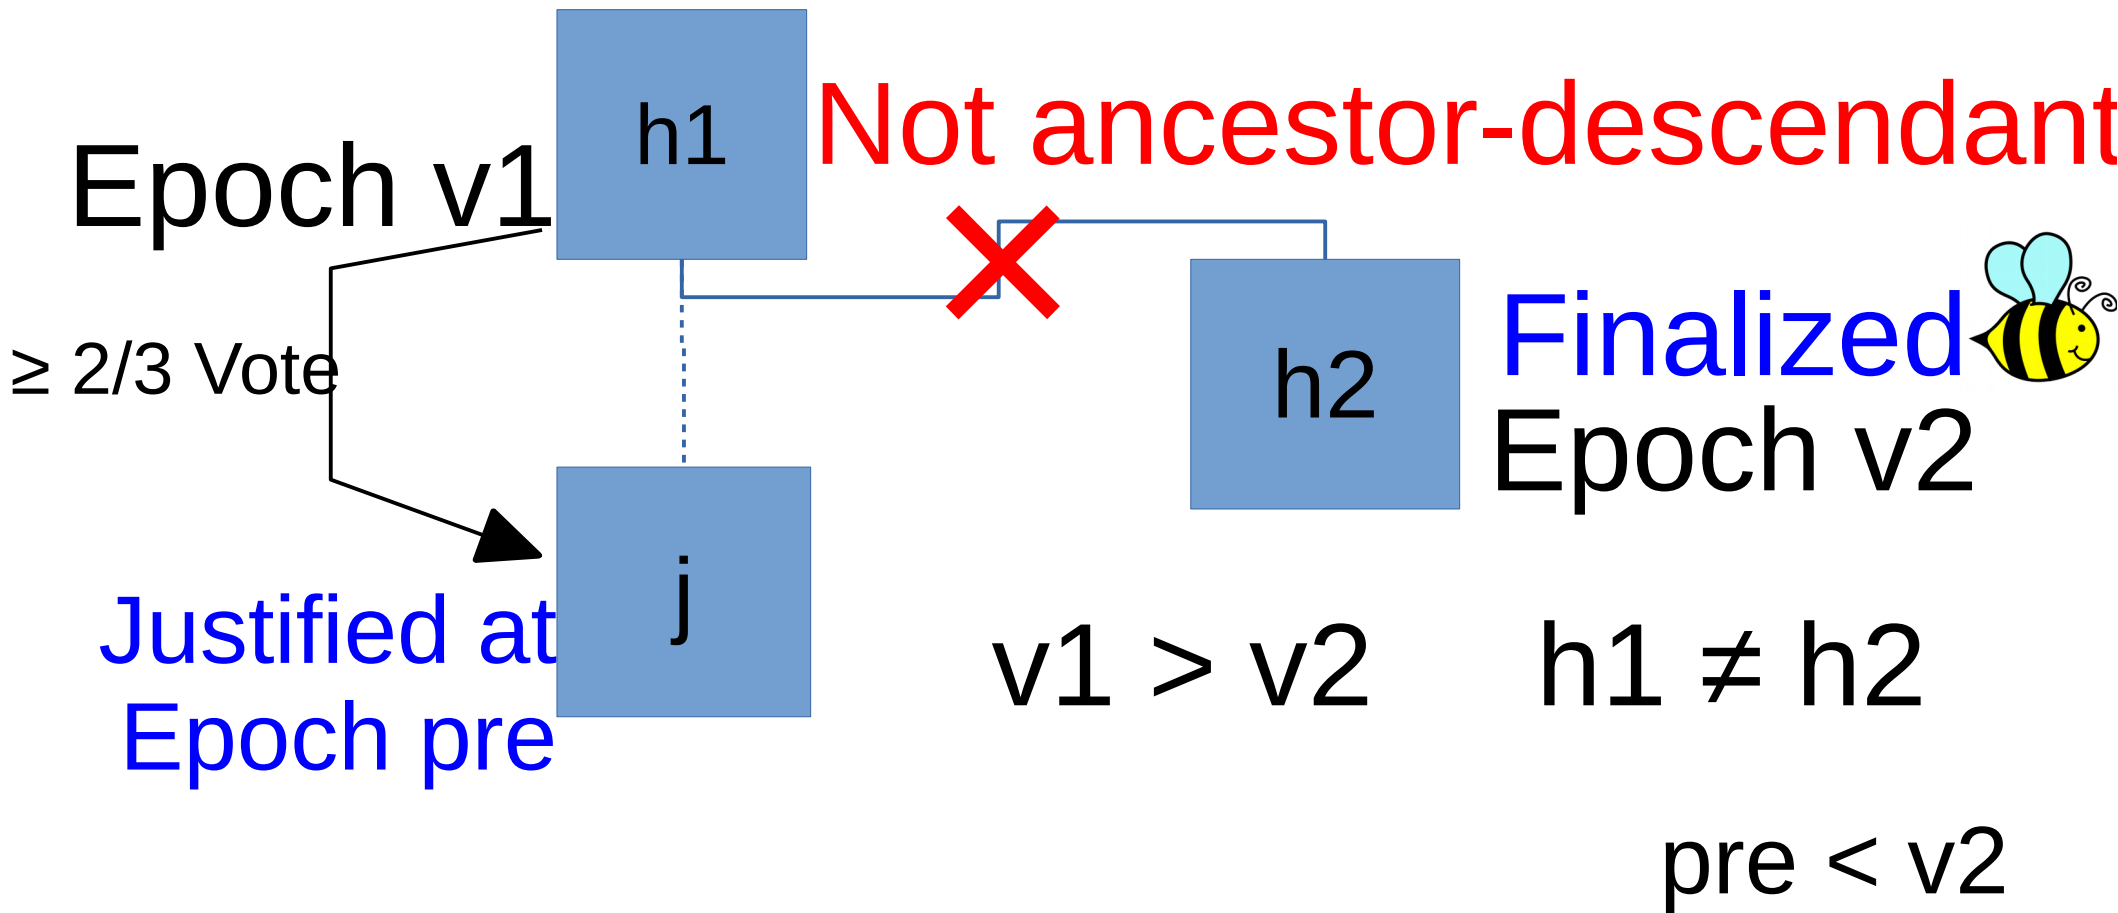 h1
Not ancestor-descendant
Epoch v1
≥ 2/3 Vote
h2
Finalized
Epoch v2
j
Justified at
Epoch pre
v1 > v2
h1 ≠ h2
pre < v2